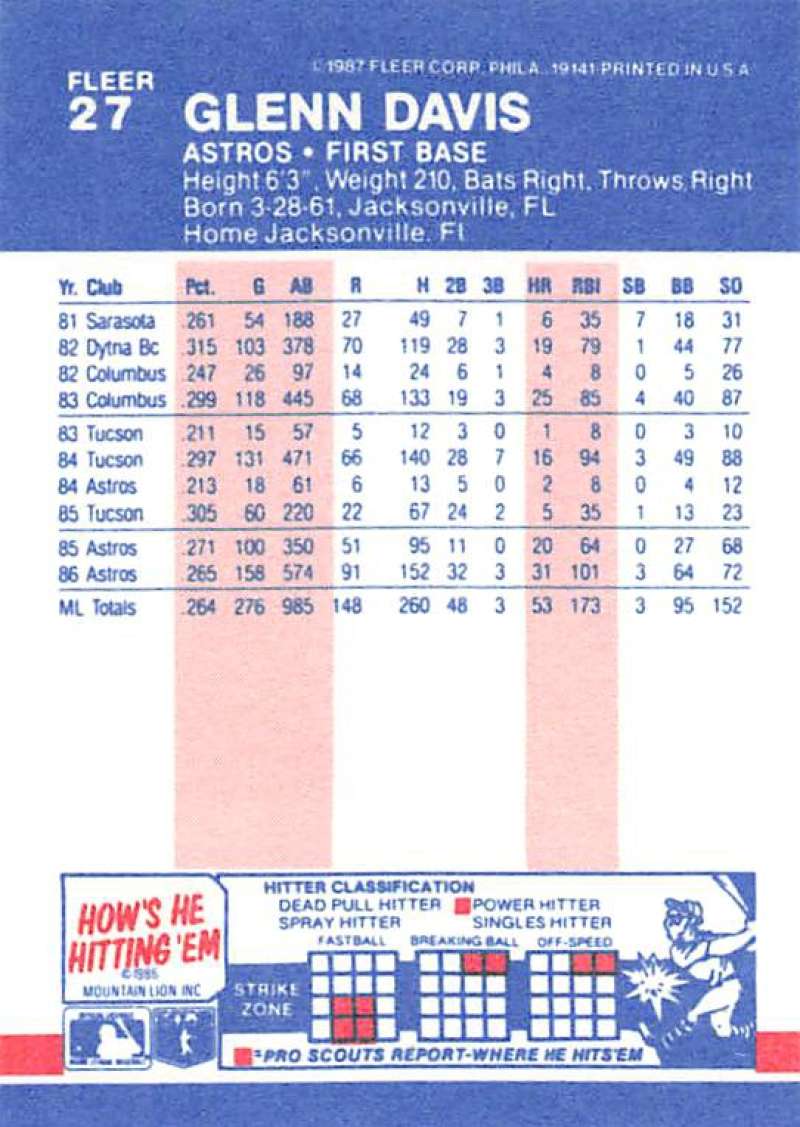 ©1987 FLEER CORP. PHILA., 19141 PRINTED IN U S A
FLEER
27 GLENN DAVIS
ASTROS • FIRST BASE
Height 6'3", Weight 210, Bats Right, Throws Right
Born 3-28-61, Jacksonville, FL
Home Jacksonville, Fl
Yr. Club Pct. G AB R H 2B 3B HR RBI SB BB SO
81 Sarasota .261 54 188 27 49 7 1 6 35 7 18 31
82 Dytna Bc .315 103 378 70 119 28 3 19 79 1 44 77
82 Columbus .247 26 97 14 24 6 1 4 8 0 5 26
83 Columbus .299 118 445 68 133 19 3 25 85 4 40 87
83 Tucson .211 15 57 5 12 3 0 1 8 0 3 10
84 Tucson .297 131 471 66 140 28 7 16 94 3 49 88
84 Astros .213 18 61 6 13 5 0 2 8 0 4 12
85 Tucson .305 60 220 22 67 24 2 5 35 1 13 23
85 Astros .271 100 350 51 95 11 0 20 64 0 27 68
86 Astros .265 158 574 91 152 32 3 31 101 3 64 72
ML Totals .264 276 985 148 260 48 3 53 173 3 95 152
HOW'S HE
HITTING 'EM
©1985
MOUNTAIN LION INC
HITTER CLASSIFICATION
DEAD PULL HITTER POWER HITTER
SPRAY HITTER SINGLES HITTER
FASTBALL BREAKING BALL OFF-SPEED
STRIKE
ZONE
=PRO SCOUTS REPORT-WHERE HE HITS'EM